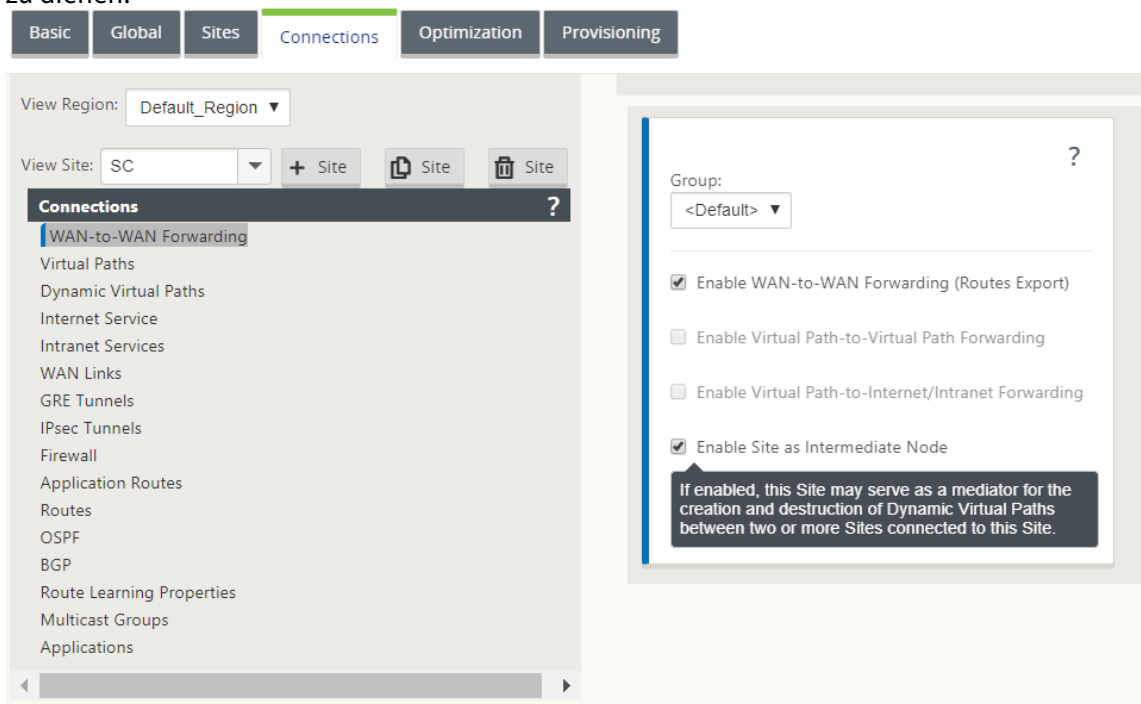 zu dienen.
Basic Global Sites Connections Optimization Provisioning
View Region: Default_Region
View Site: SC + Site Site Site
Connections ?
WAN-to-WAN Forwarding
Virtual Paths
Dynamic Virtual Paths
Internet Service
Intranet Services
WAN Links
GRE Tunnels
IPsec Tunnels
Firewall
Application Routes
Routes
OSPF
BGP
Route Learning Properties
Multicast Groups
Applications
?
Group:
<Default>
Enable WAN-to-WAN Forwarding (Routes Export)
Enable Virtual Path-to-Virtual Path Forwarding
Enable Virtual Path-to-Internet/Intranet Forwarding
Enable Site as Intermediate Node
If enabled, this Site may serve as a mediator for the
creation and destruction of Dynamic Virtual Paths
between two or more Sites connected to this Site.